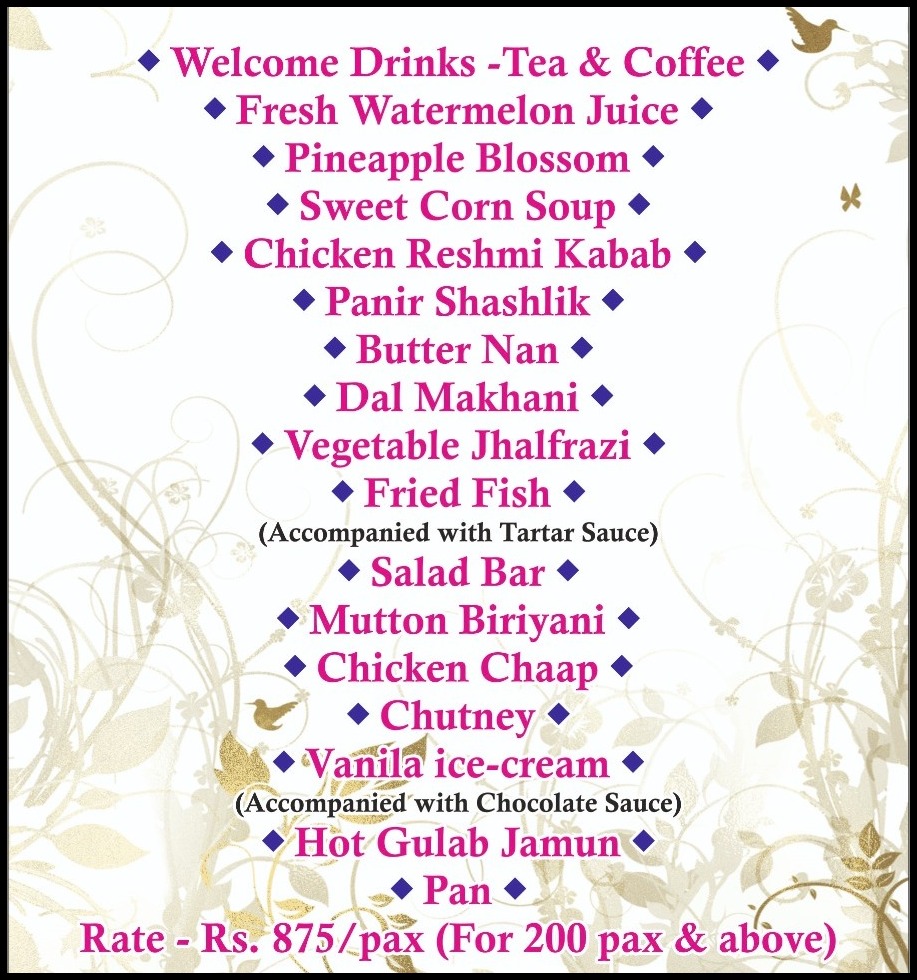 ◆ Welcome Drinks -Tea & Coffee ◆
◆ Fresh Watermelon Juice ◆
◆ Pineapple Blossom ◆
◆ Sweet Corn Soup ◆
◆ Chicken Reshmi Kabab ◆
◆ Panir Shashlik ◆
◆ Butter Nan ◆
◆ Dal Makhani ◆
◆ Vegetable Jhalfrazi ◆
◆ Fried Fish ◆
(Accompanied with Tartar Sauce)
◆ Salad Bar ◆
◆ Mutton Biriyani ◆
◆ Chicken Chaap ◆
◆ Chutney ◆
◆ Vanila ice-cream ◆
(Accompanied with Chocolate Sauce)
◆ Hot Gulab Jamun ◆
◆ Pan ◆
Rate - Rs. 875/pax (For 200 pax & above)